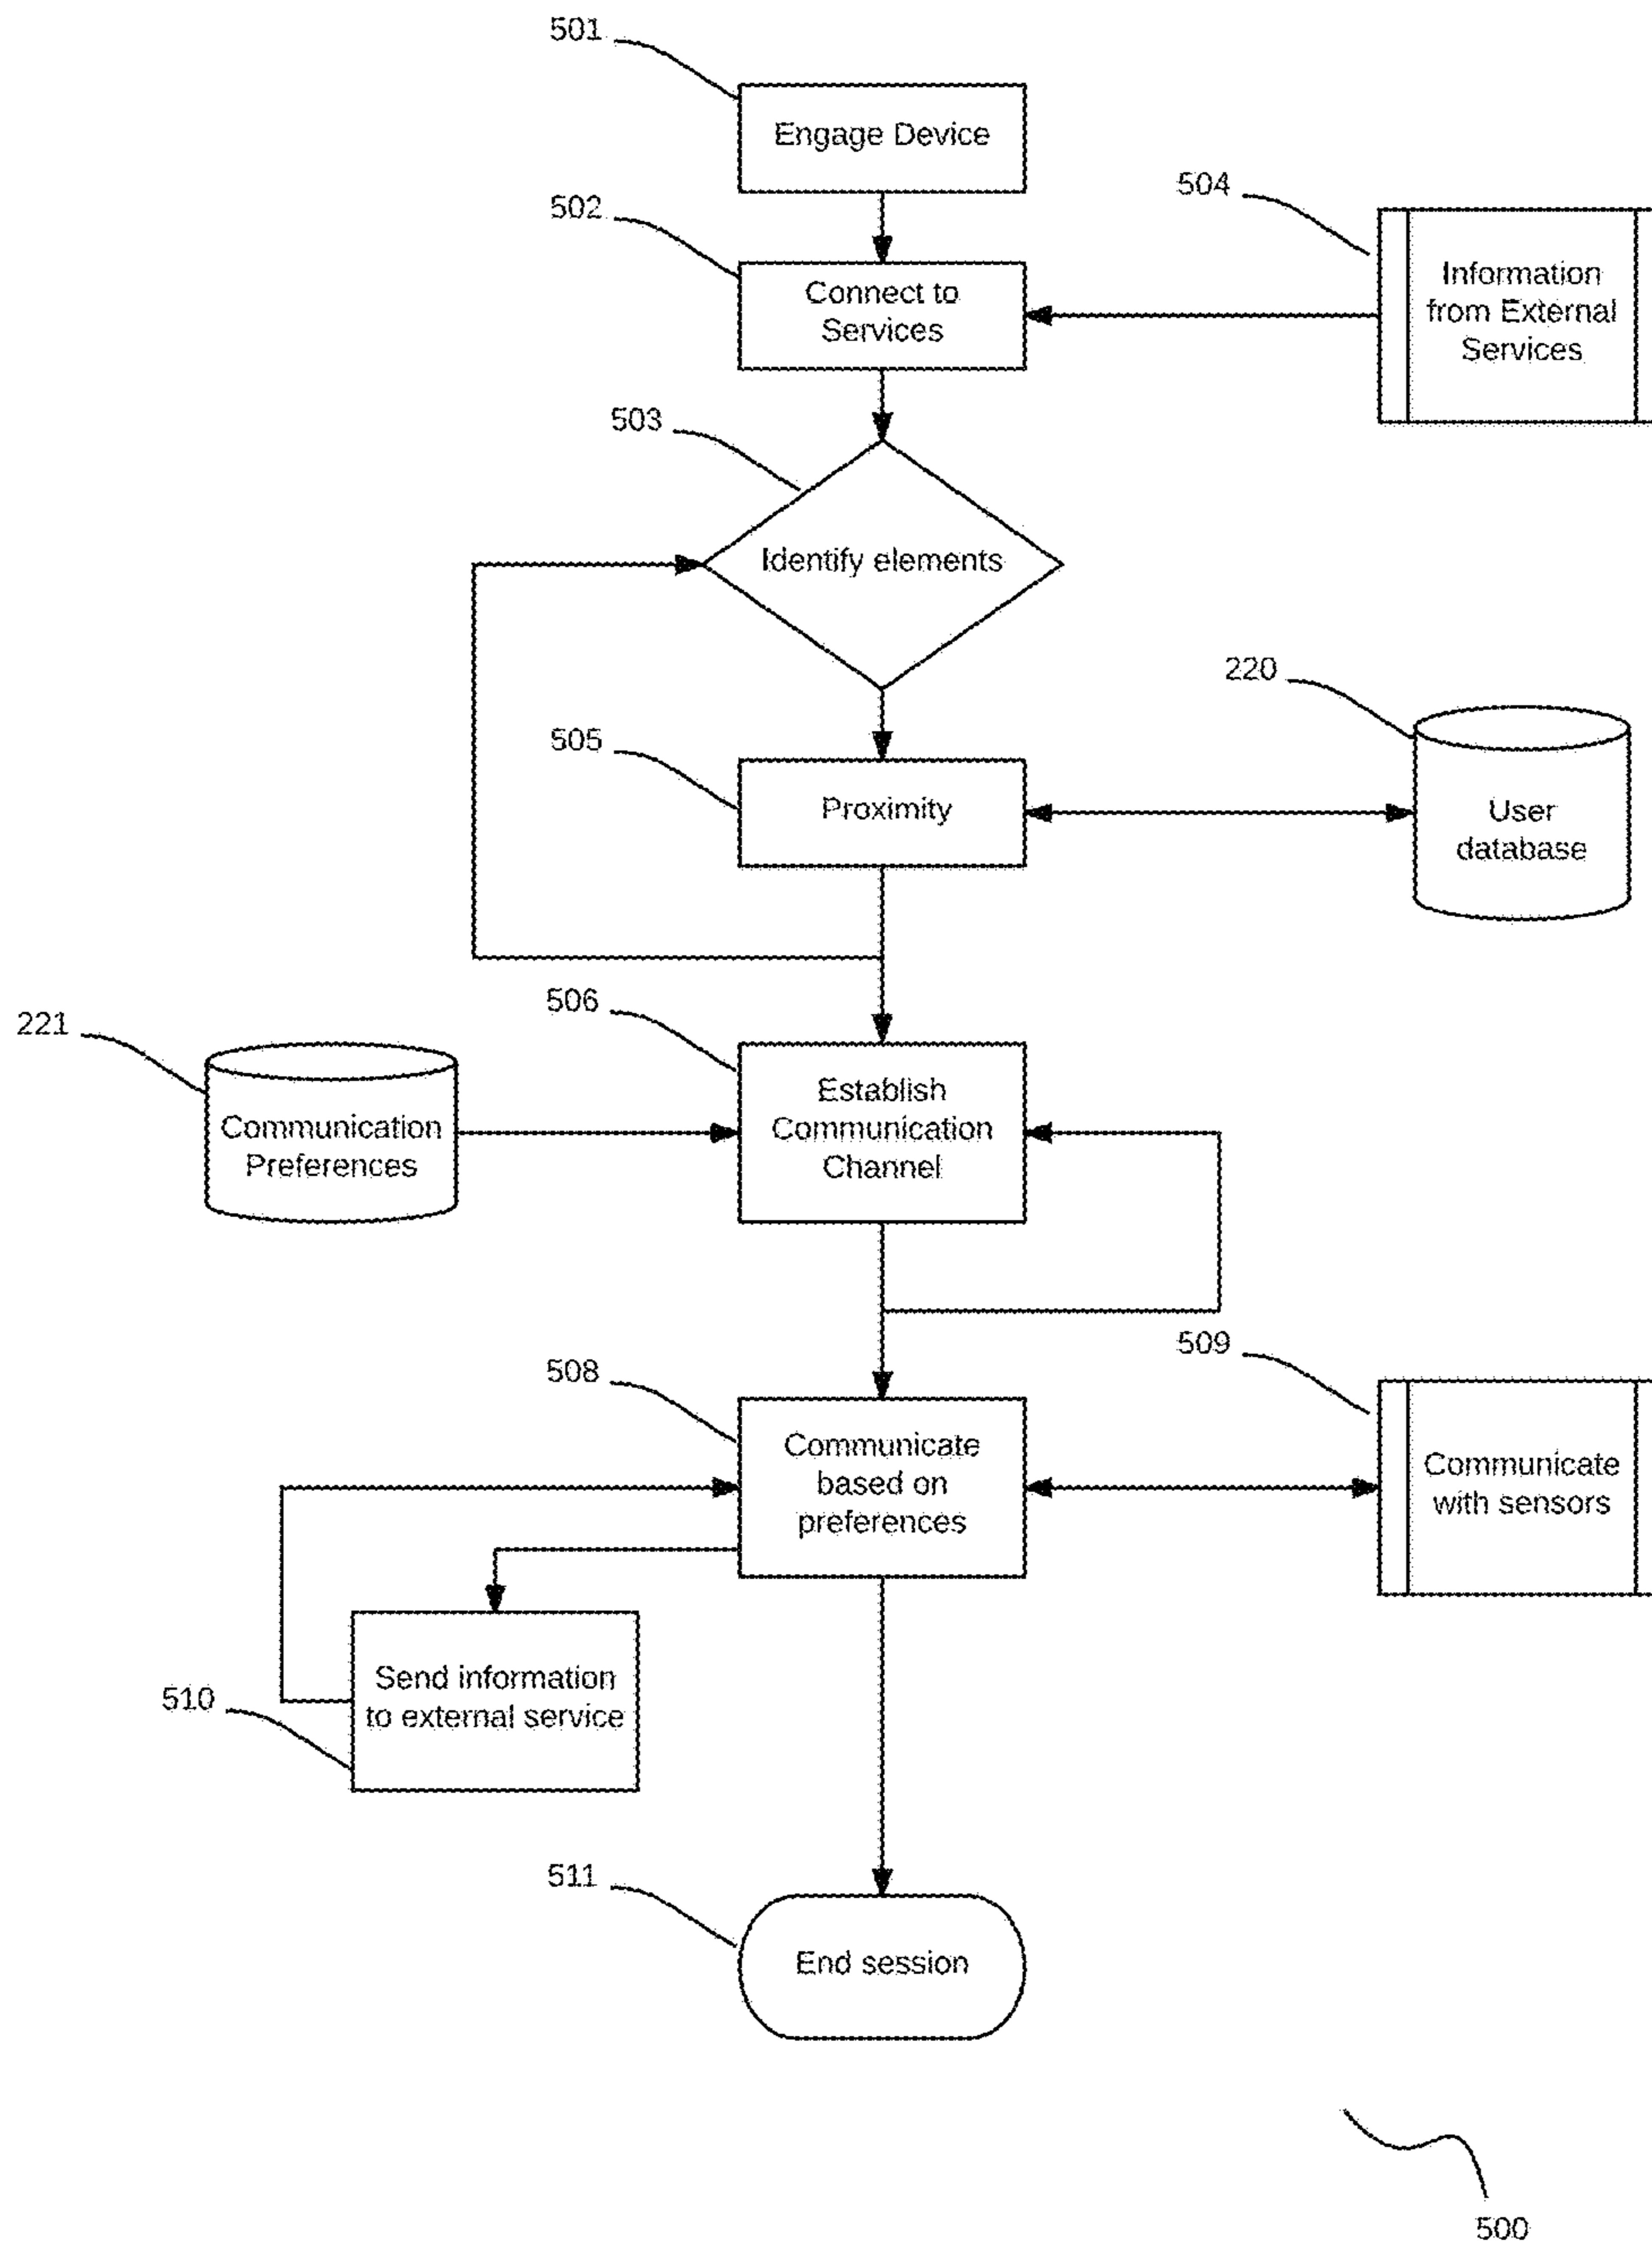 501
Engage Device
504
502
Information
from External
Services
Connect to
Services
503
Identify elements
220
505
Proximity
User
database
506
221
Establish
Communication
Channel
Communication
Preferences
509
508
Communicate
based on
preferences
Communicate
with sensors
510
Send information
to external service
511
End session
500